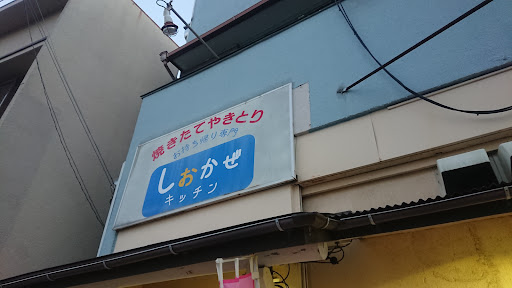 焼きたてやきとり
お持ち帰り専門
しおかぜ
キッチン